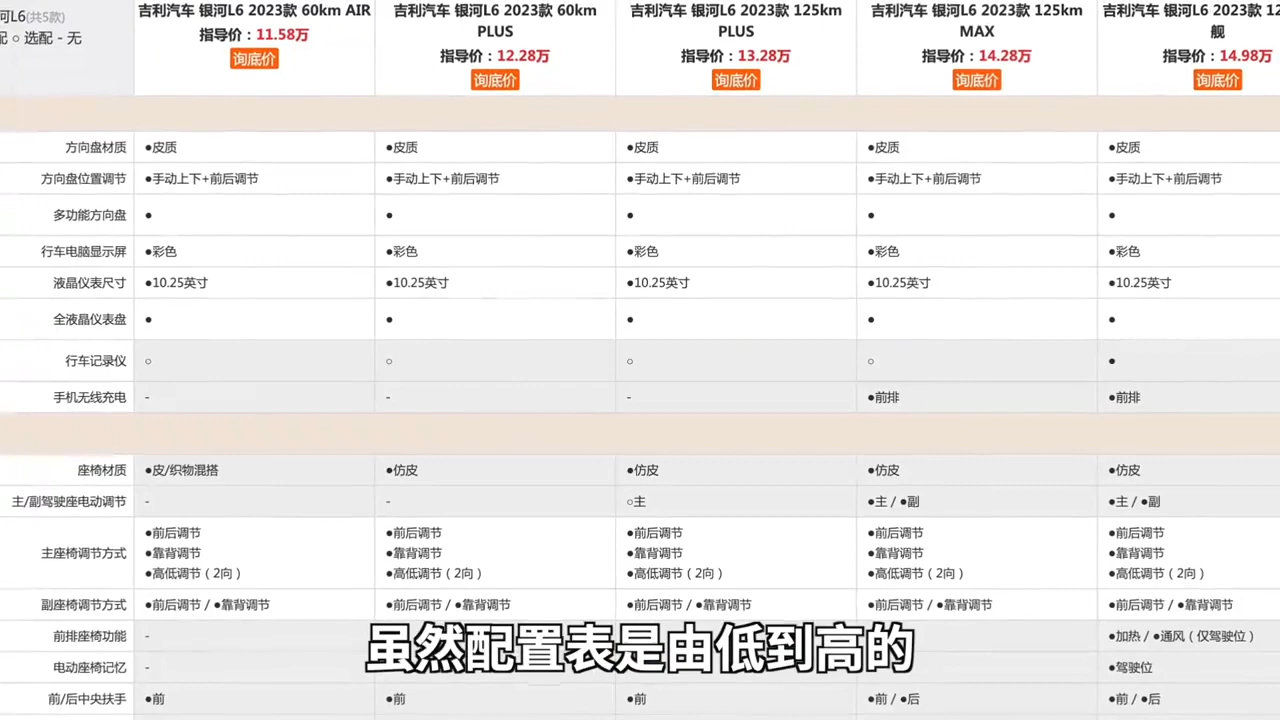 河L6(共5款)
配 ○ 选配 - 无
吉利汽车 银河L6 2023款 60km AIR
指导价：11.58万
询底价
吉利汽车 银河L6 2023款 60km
PLUS
指导价：12.28万
询底价
吉利汽车 银河L6 2023款 125km
PLUS
指导价：13.28万
询底价
吉利汽车 银河L6 2023款 125km
MAX
指导价：14.28万
询底价
吉利汽车 银河L6 2023款 12
舰
指导价：14.98万
询底价
方向盘材质 ●皮质 ●皮质 ●皮质 ●皮质 ●皮质
方向盘位置调节 ●手动上下+前后调节 ●手动上下+前后调节 ●手动上下+前后调节 ●手动上下+前后调节 ●手动上下+前后调节
多功能方向盘 ● ● ● ● ●
行车电脑显示屏 ●彩色 ●彩色 ●彩色 ●彩色 ●彩色
液晶仪表尺寸 ●10.25英寸 ●10.25英寸 ●10.25英寸 ●10.25英寸 ●10.25英寸
全液晶仪表盘 ● ● ● ● ●
行车记录仪 ○ ○ ○ ○ ●
手机无线充电 - - - ●前排 ●前排
座椅材质 ●皮/织物混搭 ●仿皮 ●仿皮 ●仿皮 ●仿皮
主/副驾驶座电动调节 - - ○主 ●主 / ●副 ●主 / ●副
●前后调节 ●前后调节 ●前后调节 ●前后调节 ●前后调节
主座椅调节方式 ●靠背调节 ●靠背调节 ●靠背调节 ●靠背调节 ●靠背调节
●高低调节（2向） ●高低调节（2向） ●高低调节（2向） ●高低调节（2向） ●高低调节（2向）
副座椅调节方式 ●前后调节 / ●靠背调节 ●前后调节 / ●靠背调节 ●前后调节 / ●靠背调节 ●前后调节 / ●靠背调节 ●前后调节 / ●靠背调节
前排座椅功能 - ●加热 / ●通风（仅驾驶位）
电动座椅记忆 - ●驾驶位
前/后中央扶手 ●前 ●前 ●前 ●前 / ●后 ●前 / ●后
虽然配置表是由低到高的